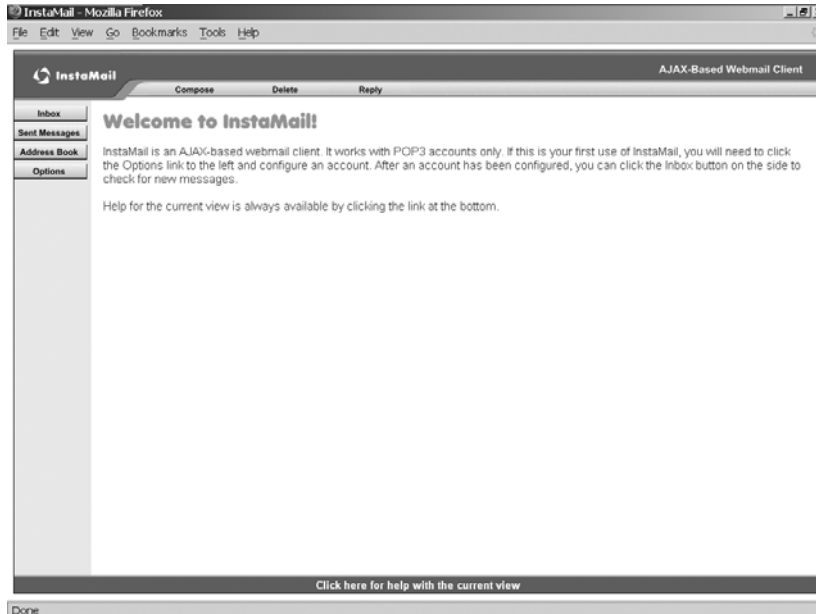 InstaMail - Mozilla Firefox
File Edit View Go Bookmarks Tools Help
InstaMail
AJAX-Based Webmail Client
Compose Delete Reply
Inbox
Sent Messages
Address Book
Options
Welcome to InstaMail!
InstaMail is an AJAX-based webmail client. It works with POP3 accounts only. If this is your first use of InstaMail, you will need to click
the Options link to the left and configure an account. After an account has been configured, you can click the Inbox button on the side to
check for new messages.
Help for the current view is always available by clicking the link at the bottom.
Click here for help with the current view
Done